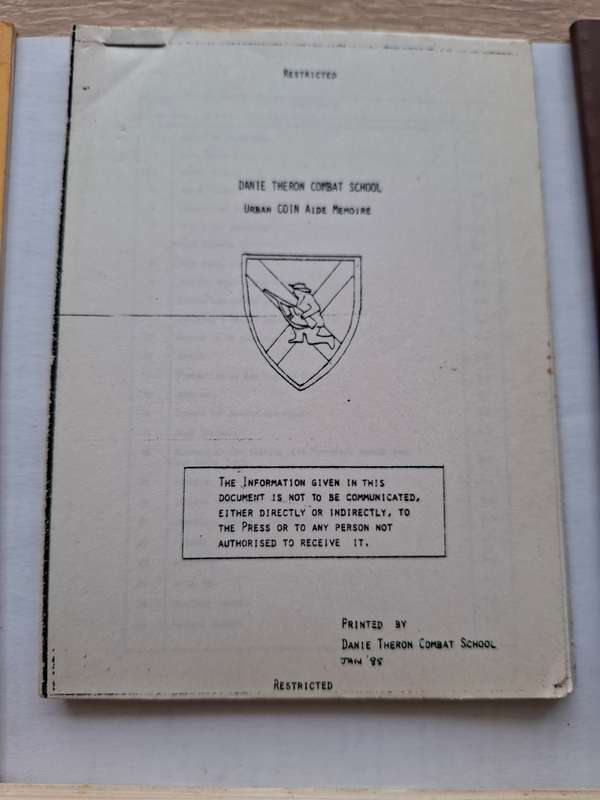 RESTRICTED
DANIE THERON COMBAT SCHOOL
URBAN COIN AIDE MEMOIRE
THE INFORMATION GIVEN IN THIS
DOCUMENT IS NOT TO BE COMMUNICATED,
EITHER DIRECTLY OR INDIRECTLY, TO
THE PRESS OR TO ANY PERSON NOT
AUTHORISED TO RECEIVE IT.
PRINTED BY
DANIE THERON COMBAT SCHOOL
JAN '85
RESTRICTED